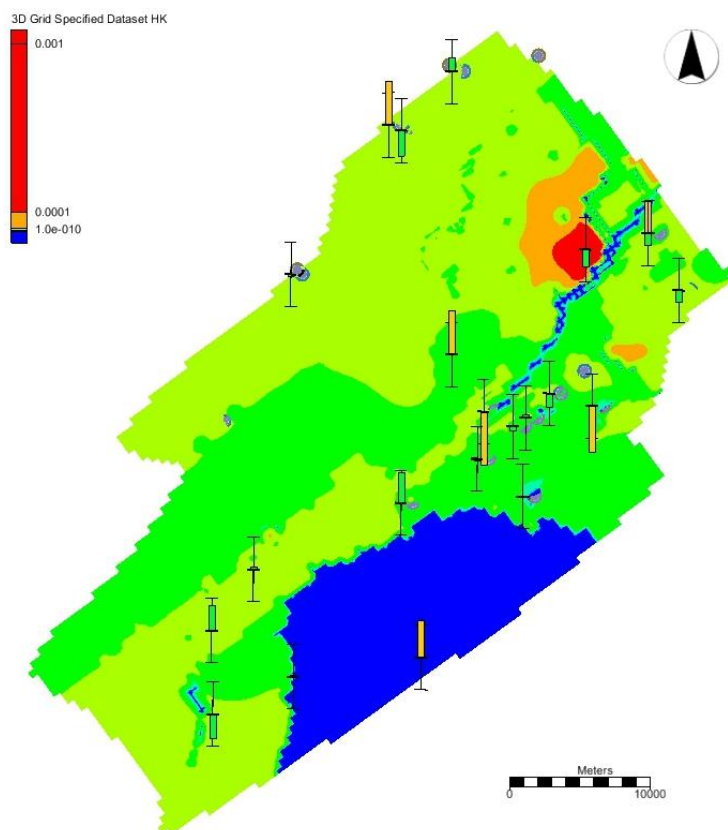 3D Grid Specified Dataset HK
0.001
0.0001
1.0e-010
Meters
0
10000